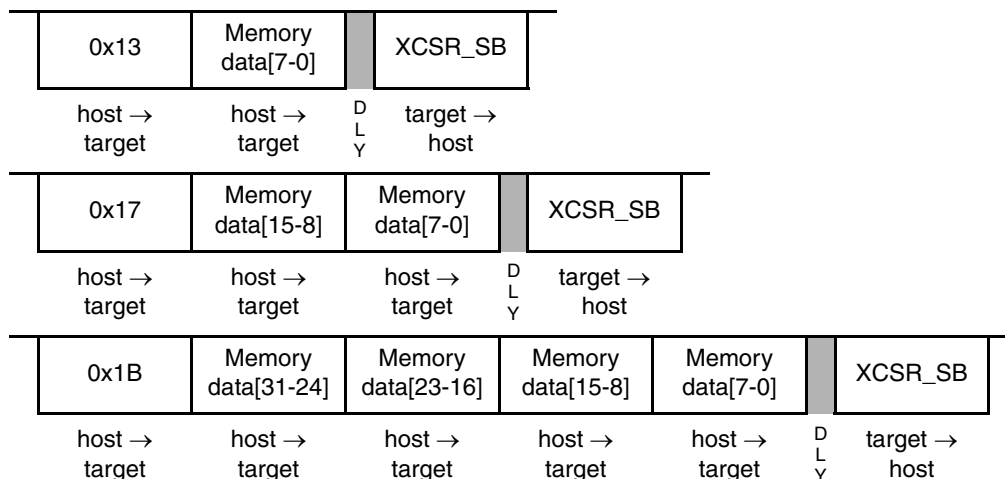 0x13 Memory data[7-0] XCSR_SB
host → target host → target D L Y target → host
0x17 Memory data[15-8] Memory data[7-0] XCSR_SB
host → target host → target host → target D L Y target → host
0x1B Memory data[31-24] Memory data[23-16] Memory data[15-8] Memory data[7-0] XCSR_SB
host → target host → target host → target host → target host → target D L Y target → host